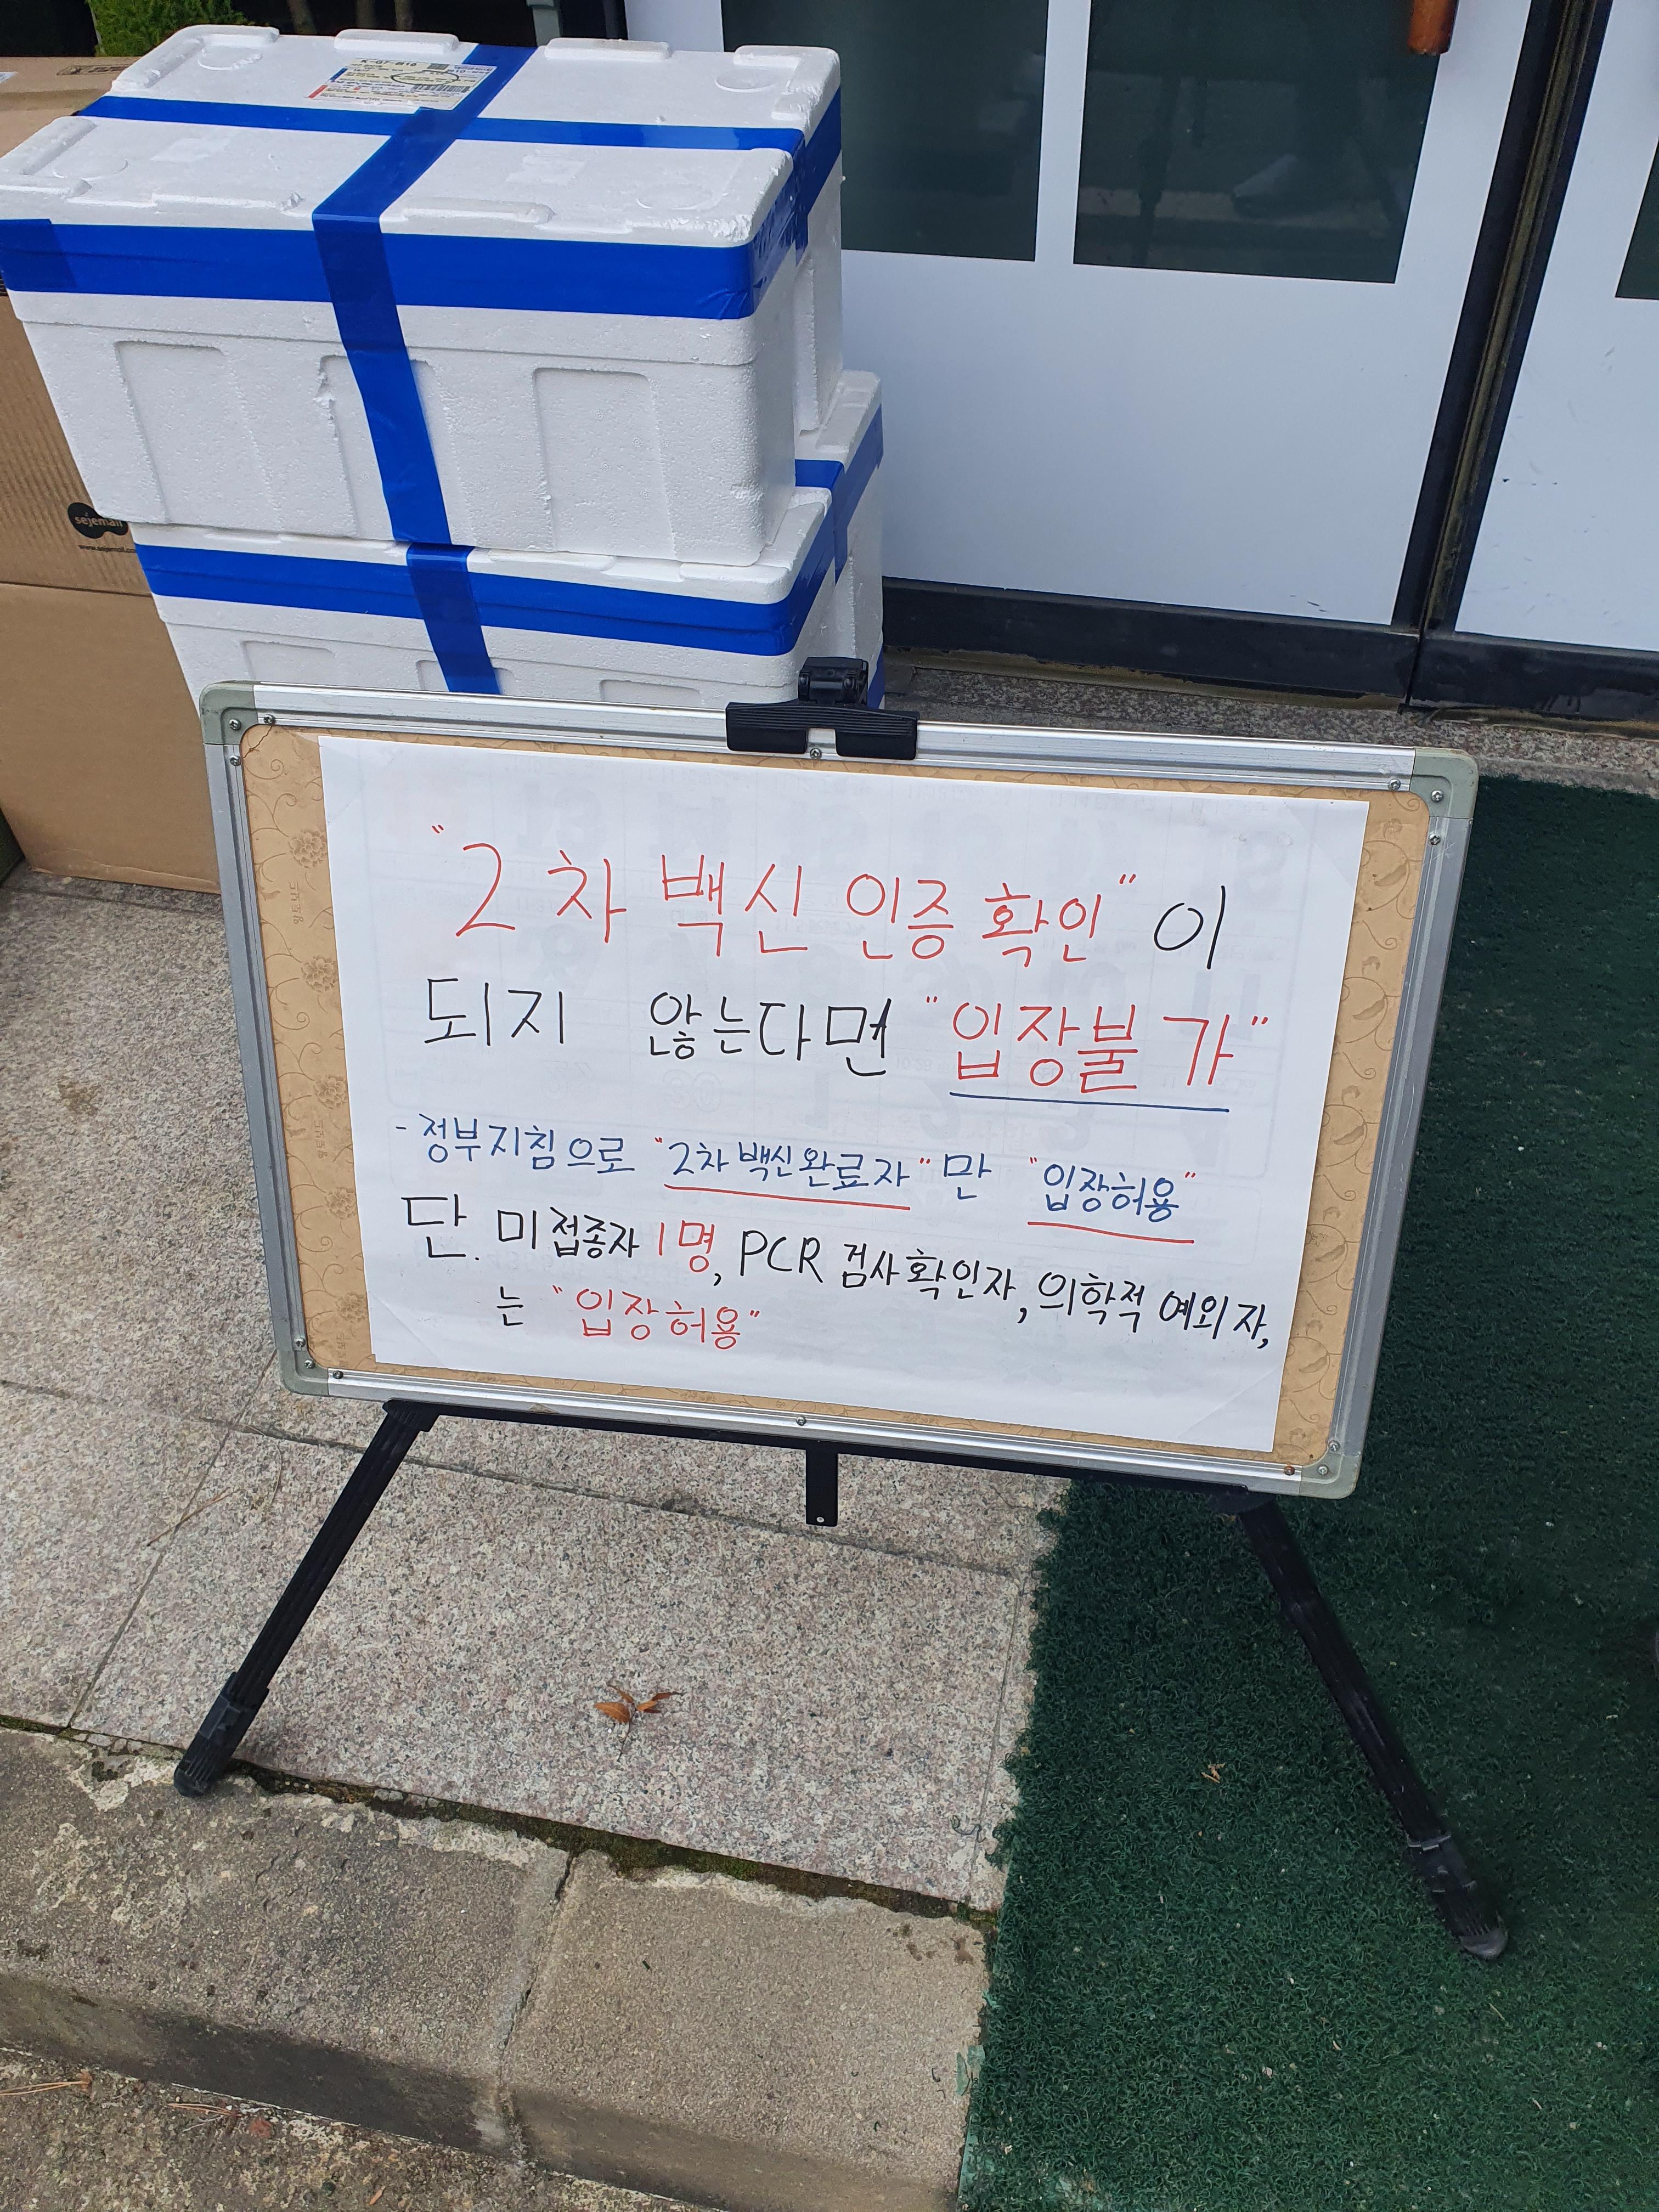 sejemall
"2차 백신 인증 확인" 이
되지 않는다면 "입장불가"
- 정부지침으로 "2차백신완료자" 만 "입장허용"
단. 미접종자 1명, PCR 검사확인자, 의학적 예외자,
는 "입장허용"